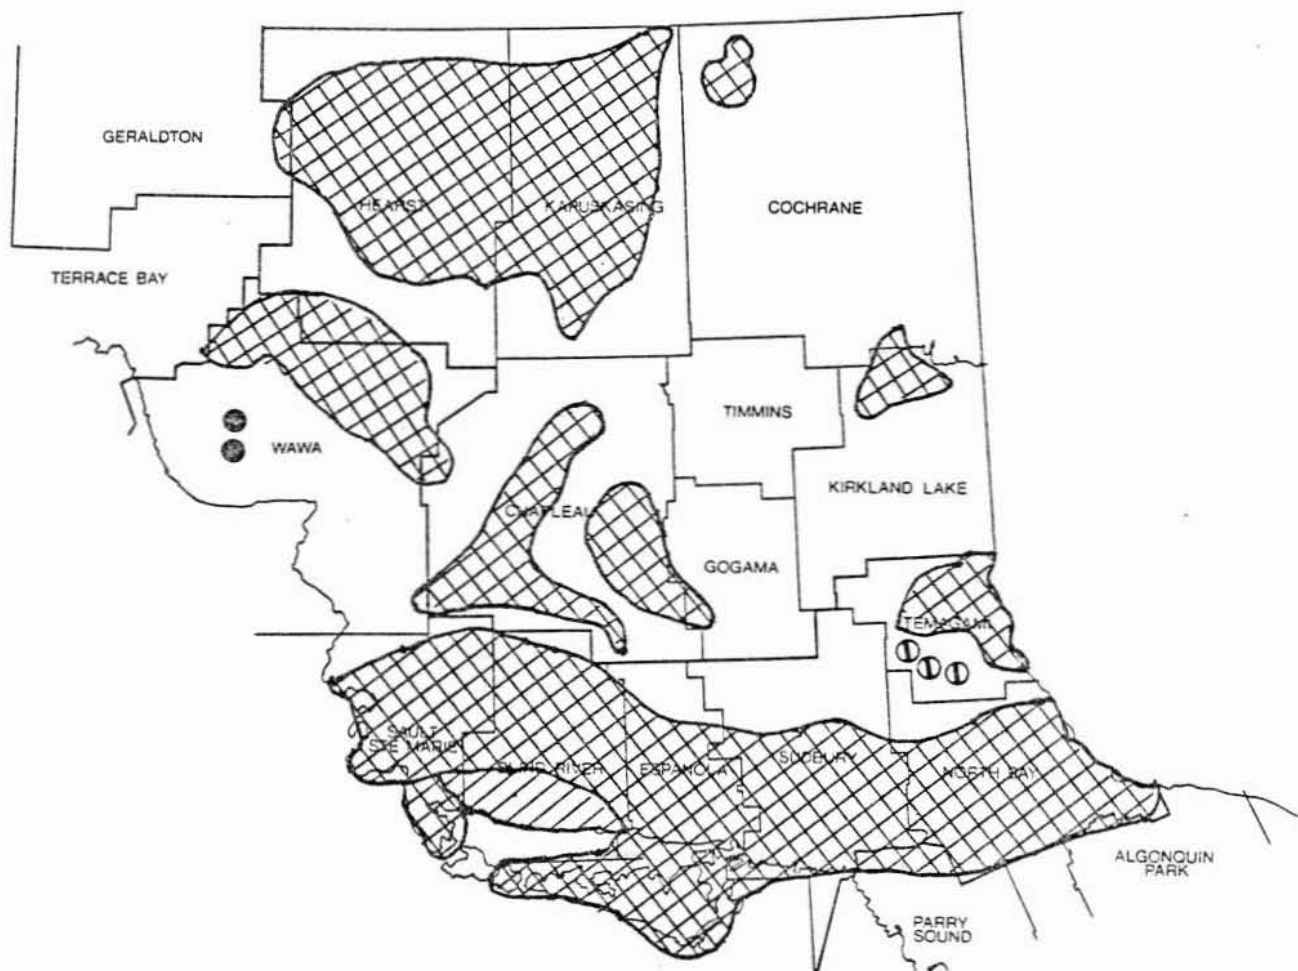 GERALDTON
HEARST
KAPUSKASING
COCHRANE
TERRACE BAY
TIMMINS
WAWA
KIRKLAND LAKE
CHAPLEAU
GOGAMA
TEMAGAMI
SAULT
STE MARIE
BLIND RIVER
ESPANOLA
SUDBURY
NORTH BAY
ALGONQUIN
PARK
PARRY
SOUND